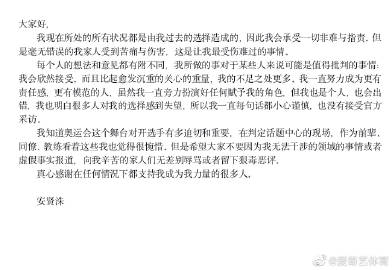 大家好，
我现在所处的所有状况都是由我过去的选择造成的，因此我会承受一切非难与指责。但
是毫无错误的我家人受到苦痛与伤害，这是让我最受伤难过的事情。
每个人的想法和意见都有所不同，我所做的事对于某些人来说可能是值得批判的事情；
我会欣然接受，而且比起愈发沉重的关心的重量，我的不足之处更多。我一直努力成为更有
责任感，更有模范的人，虽然我一直努力扮演好任何赋予我的角色，但我也是个人，也会出
错，我也明白很多人对我的选择感到失望，所以我一直每句话都小心谨慎，也没有接受官方
采访。
我知道奥运会这个舞台对于选手有多迫切和重要，在判定话题中心的现场，作为前辈，
同僚，教练看着这些我也觉得很惋惜。但是希望大家不要因为我无法干涉的领域的事情或者
虚假事实报道，向我辛苦的家人们无差别辱骂或者留下狠毒恶评。
真心感谢在任何情况下都支持我成为我力量的很多人。
安贤洙